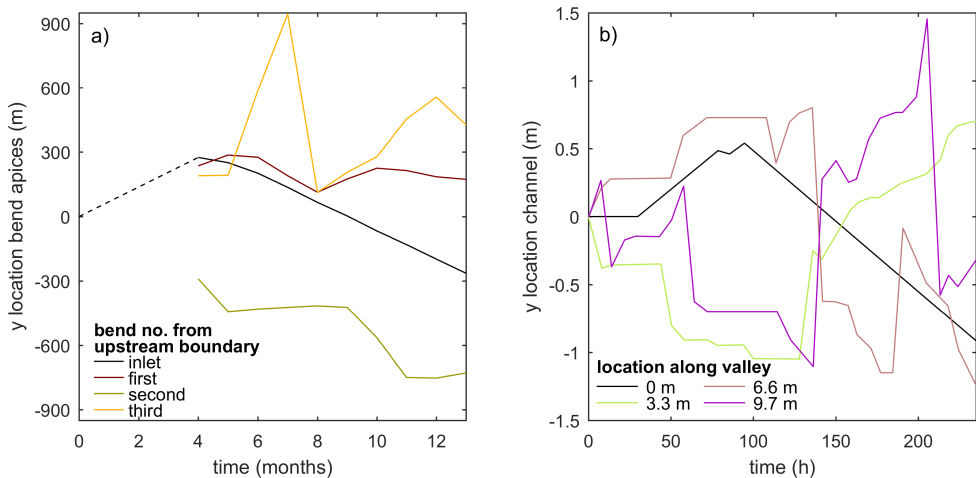 a)
y location bend apices (m)
900
600
300
0
-300
-600
-900
bend no. from
upstream boundary
inlet
first
second
third
0 2 4 6 8 10 12
time (months)
b)
y location channel (m)
1.5
1
0.5
0
-0.5
-1
-1.5
location along valley
0 m 6.6 m
3.3 m 9.7 m
0 50 100 150 200
time (h)